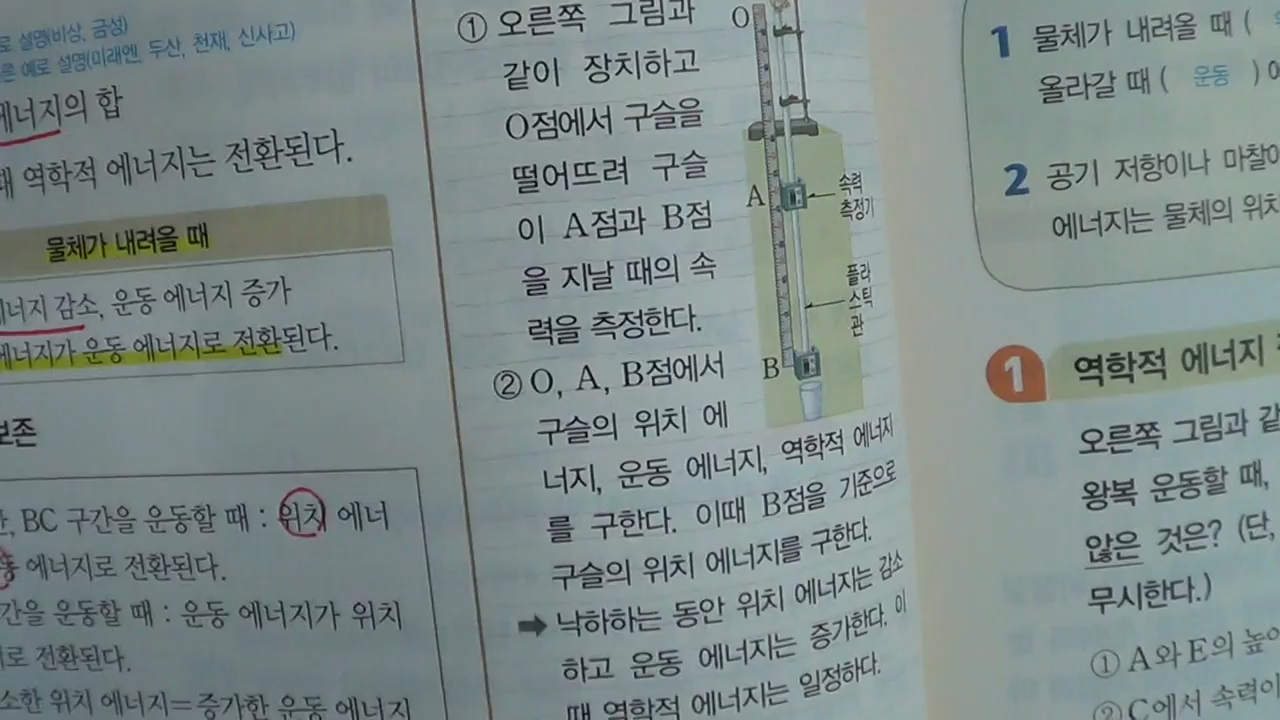 설명(비상, 금성)
예로 설명(미래엔, 두산, 천재, 신사고)
에너지의 합
역학적 에너지는 전환된다.
물체가 내려올 때
에너지 감소, 운동 에너지 증가
에너지가 운동 에너지로 전환된다.
보존
BC 구간을 운동할 때 : 위치 에너
에너지로 전환된다.
구간을 운동할 때 : 운동 에너지가 위치
로 전환된다.
소한 위치 에너지=증가한 운동 에너지
① 오른쪽 그림과
같이 장치하고
O점에서 구슬을
떨어뜨려 구슬
이 A점과 B점
을 지날 때의 속
력을 측정한다.
② O, A, B점에서
구슬의 위치 에
너지, 운동 에너지, 역학적 에너지
를 구한다. 이때 B점을 기준으로
구슬의 위치 에너지를 구한다.
➡ 낙하하는 동안 위치 에너지는 감소
하고 운동 에너지는 증가한다. 이
때 역학적 에너지는 일정하다.
O
A
속력
측정기
플라
스틱
관
B
1 물체가 내려올 때 (
올라갈 때 ( 운동 )에
2 공기 저항이나 마찰이
에너지는 물체의 위치
1 역학적 에너지
오른쪽 그림과 같
왕복 운동할 때,
않은 것은? (단,
무시한다.)
① A와 E의 높이
② C에서 속력이